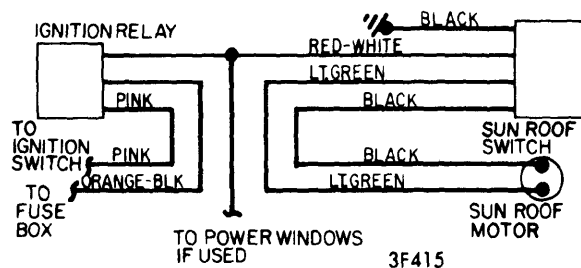 BLACK
IGNITION RELAY
RED-WHITE
LT.GREEN
PINK
BLACK
TO
IGNITION
SWITCH
SUN ROOF
SWITCH
PINK
BLACK
ORANGE-BLK
LT.GREEN
TO
FUSE
BOX
SUN ROOF
MOTOR
TO POWER WINDOWS
IF USED
3F415